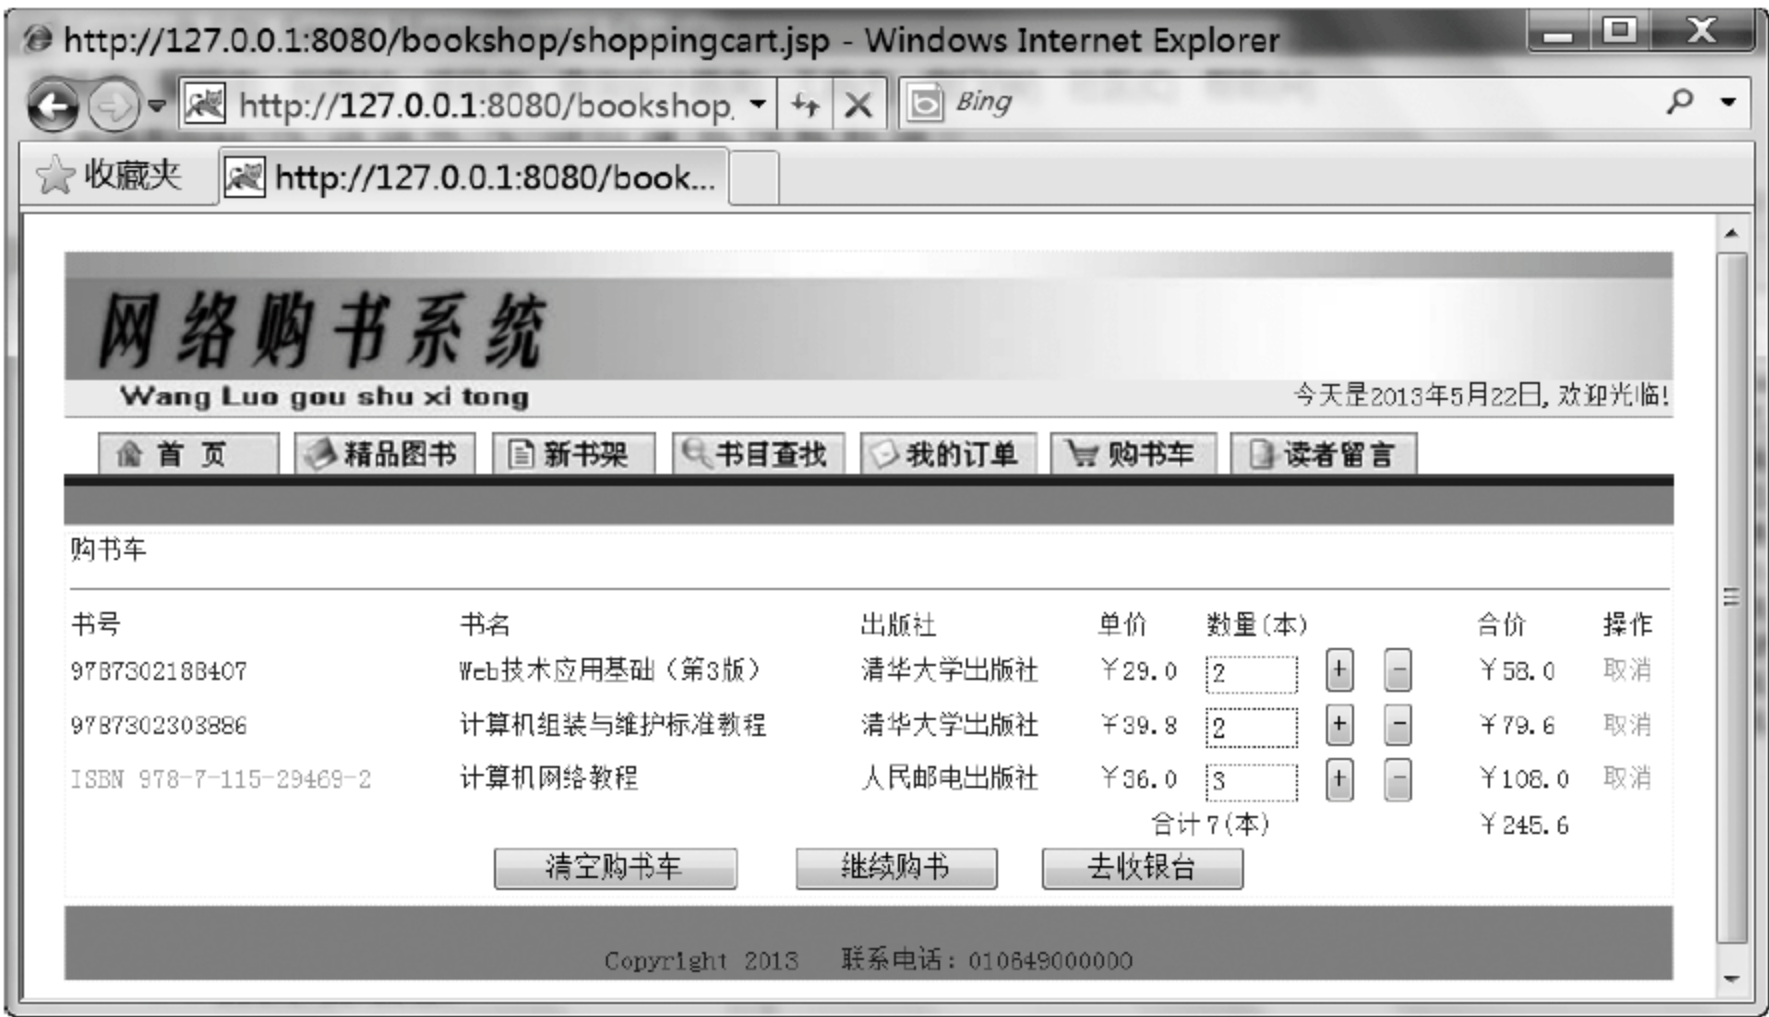 http://127.0.0.1:8080/bookshop/shoppingcart.jsp - Windows Internet Explorer
http://127.0.0.1:8080/bookshop Bing
收藏夹 http://127.0.0.1:8080/book...
网络购书系统
Wang Luo gou shu xi tong 今天是2013年5月22日, 欢迎光临!
首 页 精品图书 新书架 书目查找 我的订单 购书车 读者留言
购书车
书号 书名 出版社 单价 数量(本) 合价 操作
9787302188407 Web技术应用基础（第3版） 清华大学出版社 ￥29.0 2 + - ￥58.0 取消
9787302303886 计算机组装与维护标准教程 清华大学出版社 ￥39.8 2 + - ￥79.6 取消
ISBN 978-7-115-29469-2 计算机网络教程 人民邮电出版社 ￥36.0 3 + - ￥108.0 取消
合计7(本) ￥245.6
清空购书车 继续购书 去收银台
Copyright 2013 联系电话：010649000000